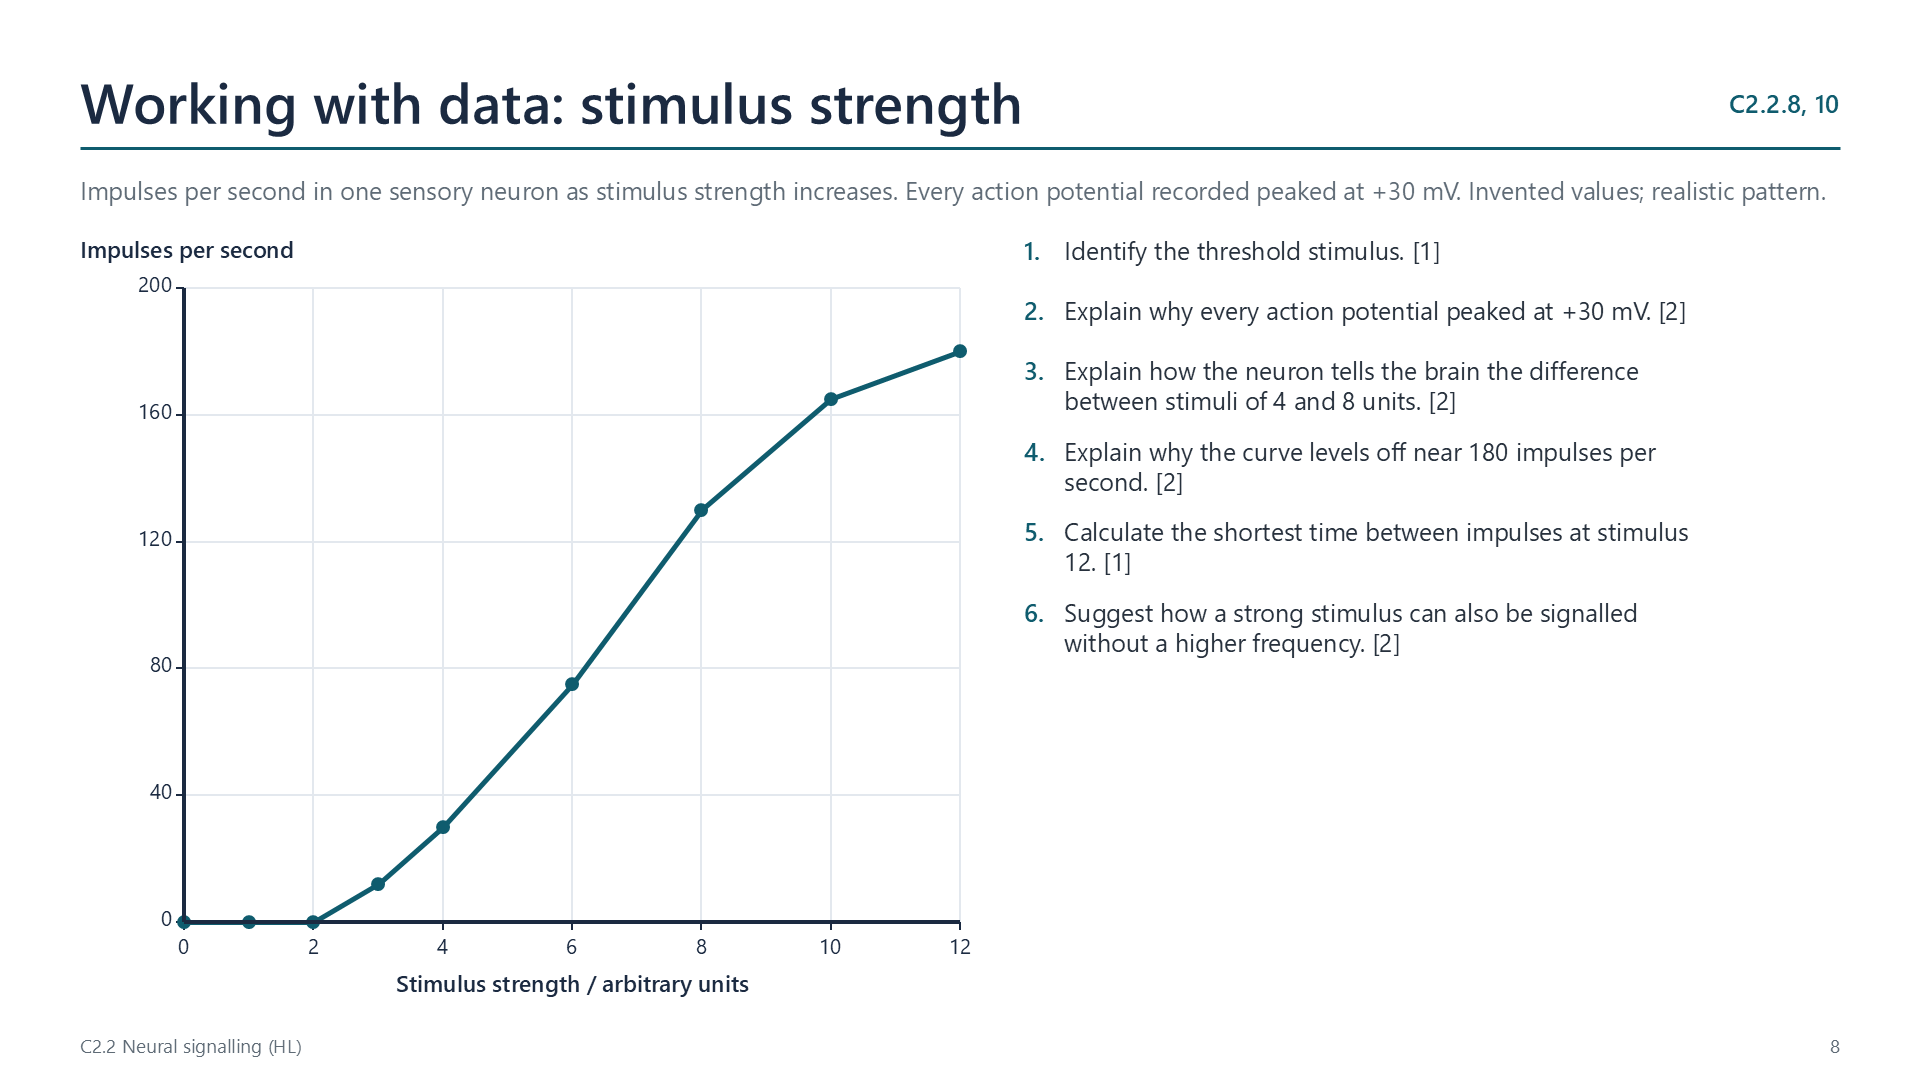 Working with data: stimulus strength
C2.2.8, 10
Impulses per second in one sensory neuron as stimulus strength increases. Every action potential recorded peaked at +30 mV. Invented values; realistic pattern.
Impulses per second
200
160
120
80
40
0
0 2 4 6 8 10 12
Stimulus strength / arbitrary units
1. Identify the threshold stimulus. [1]
2. Explain why every action potential peaked at +30 mV. [2]
3. Explain how the neuron tells the brain the difference
between stimuli of 4 and 8 units. [2]
4. Explain why the curve levels off near 180 impulses per
second. [2]
5. Calculate the shortest time between impulses at stimulus
12. [1]
6. Suggest how a strong stimulus can also be signalled
without a higher frequency. [2]
C2.2 Neural signalling (HL)
8